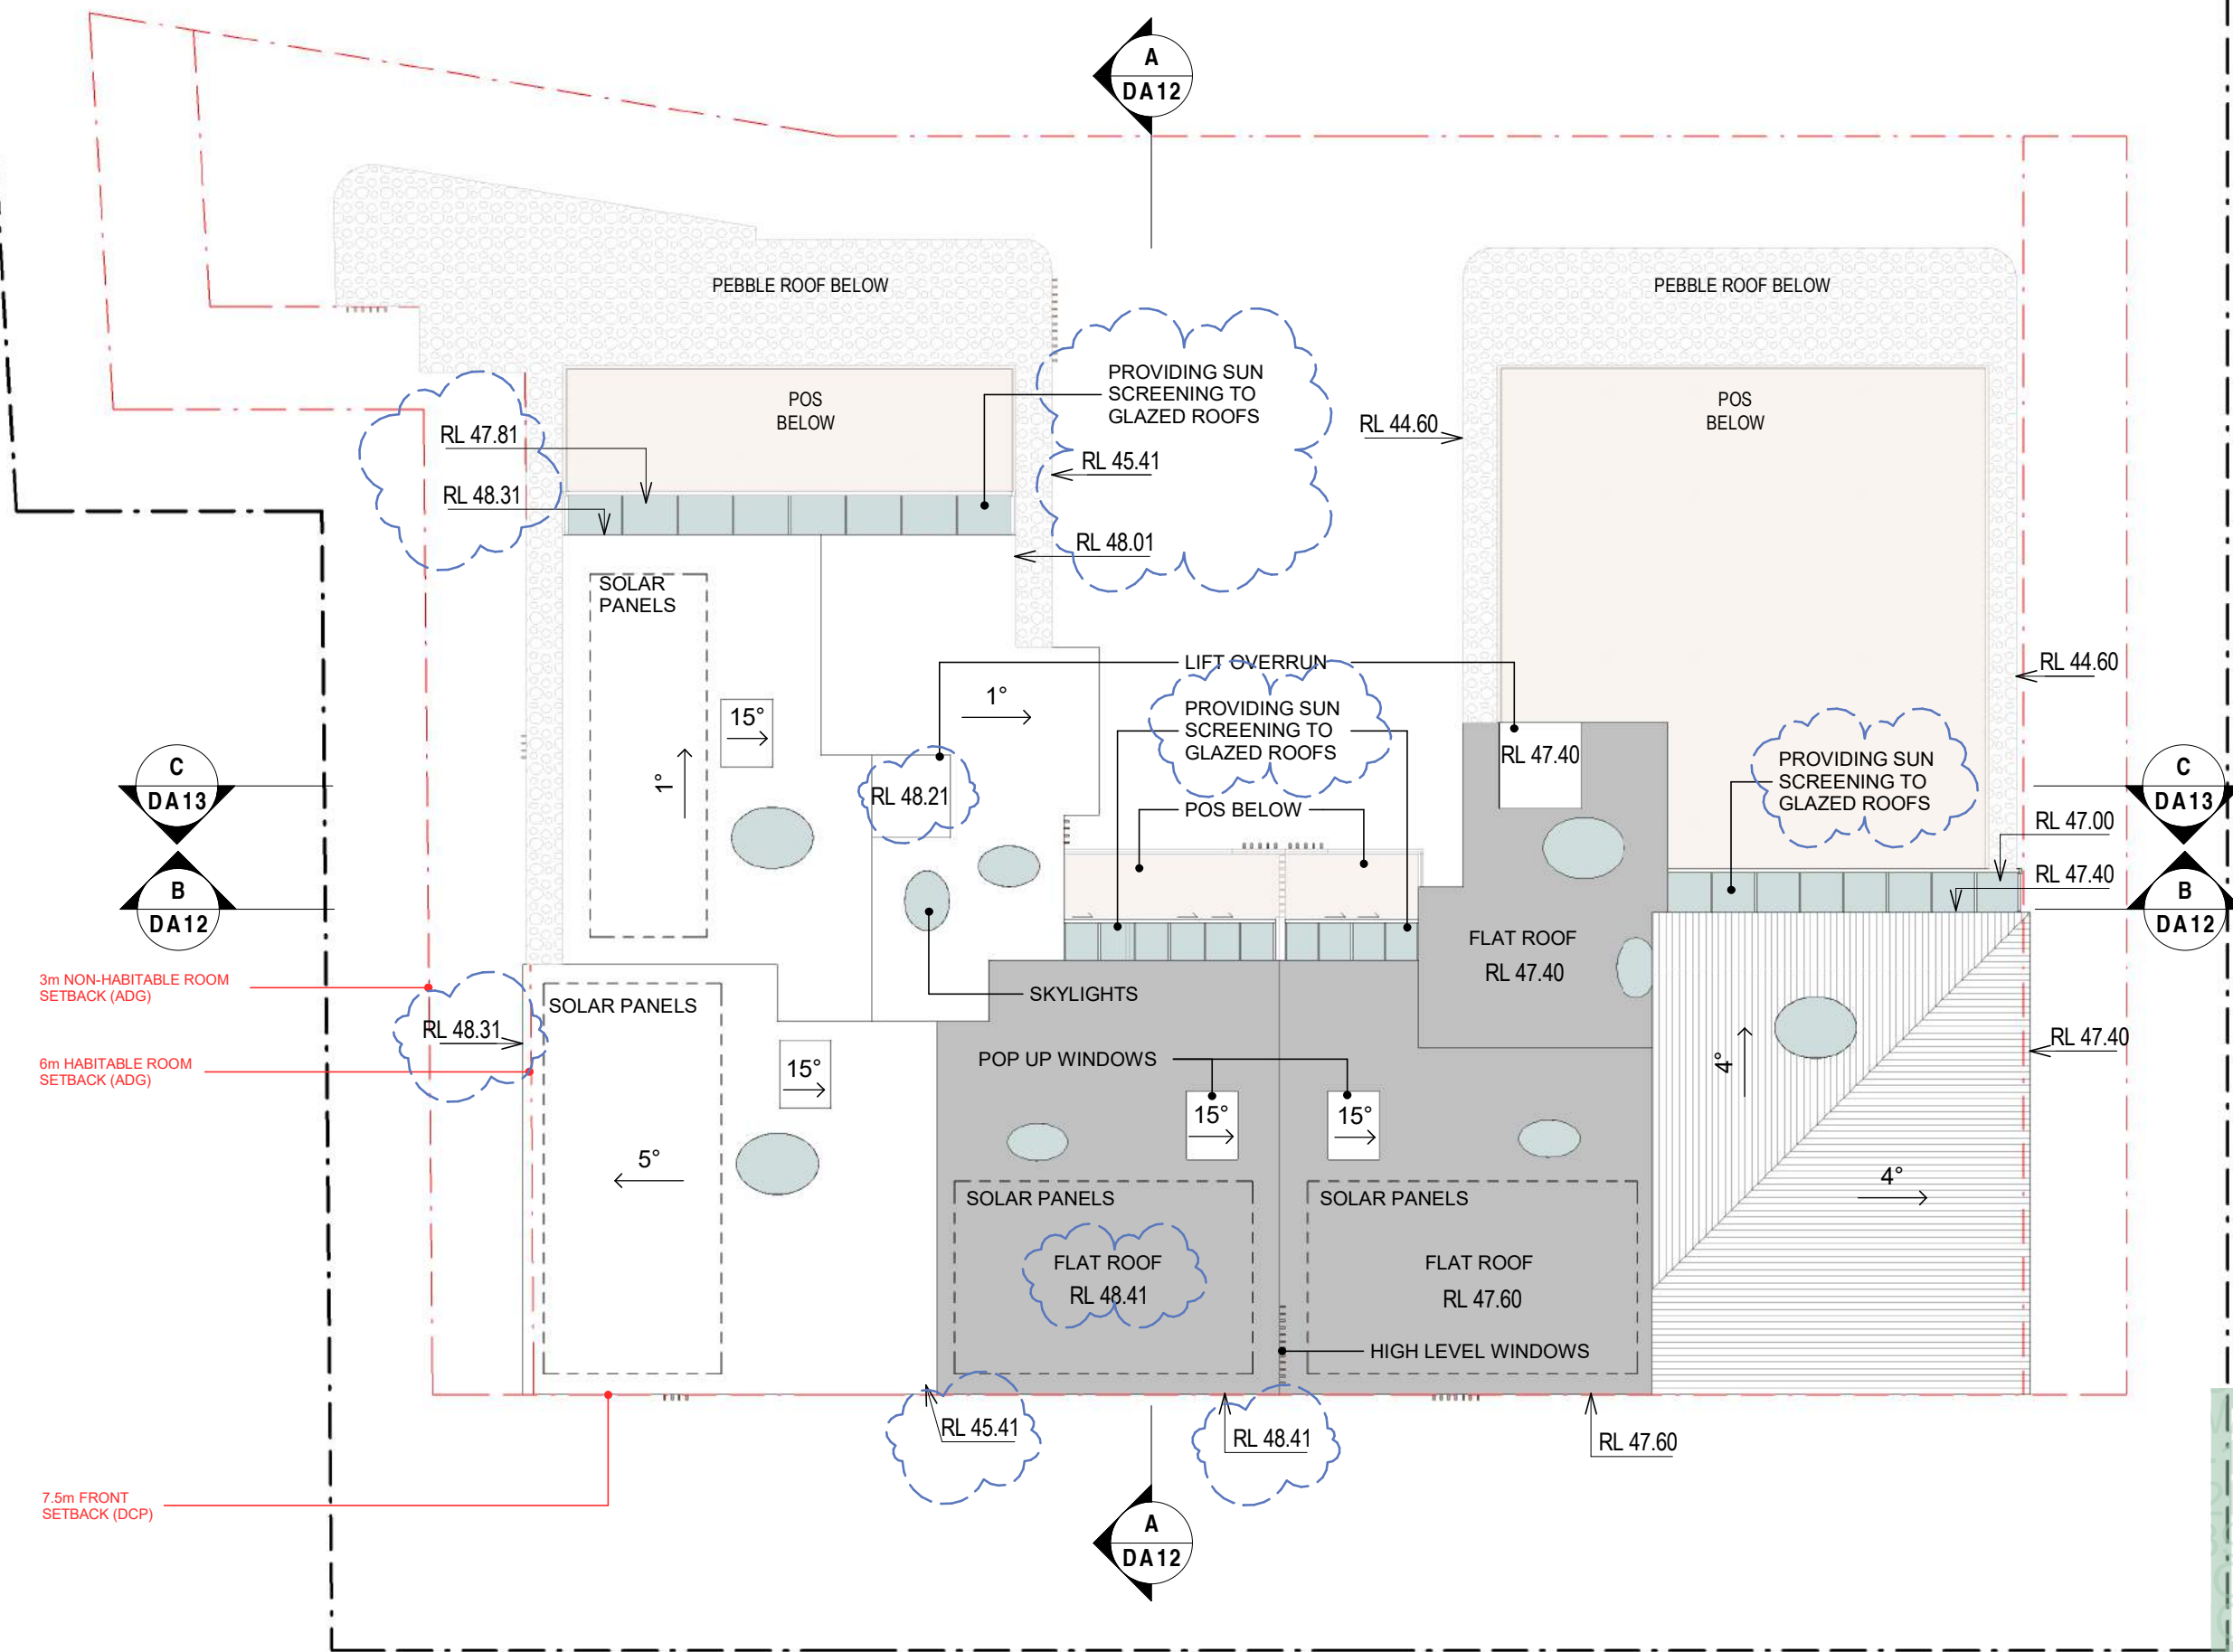 A
DA12
PEBBLE ROOF BELOW
PEBBLE ROOF BELOW
PROVIDING SUN
SCREENING TO
GLAZED ROOFS
POS
BELOW
POS
BELOW
RL 47.81
RL 44.60
RL 45.41
RL 48.31
RL 48.01
SOLAR
PANELS
LIFT OVERRUN
RL 44.60
1°
15°
PROVIDING SUN
SCREENING TO
GLAZED ROOFS
RL 47.40
PROVIDING SUN
SCREENING TO
GLAZED ROOFS
C
DA13
1°
RL 48.21
C
DA13
POS BELOW
RL 47.00
B
DA12
RL 47.40
B
DA12
FLAT ROOF
RL 47.40
3m NON-HABITABLE ROOM
SETBACK (ADG)
SOLAR PANELS
SKYLIGHTS
RL 48.31
RL 47.40
6m HABITABLE ROOM
SETBACK (ADG)
15°
POP UP WINDOWS
4°
15°
15°
5°
4°
SOLAR PANELS
SOLAR PANELS
FLAT ROOF
RL 48.41
FLAT ROOF
RL 47.60
HIGH LEVEL WINDOWS
RL 45.41
RL 48.41
RL 47.60
7.5m FRONT
SETBACK (DCP)
A
DA12